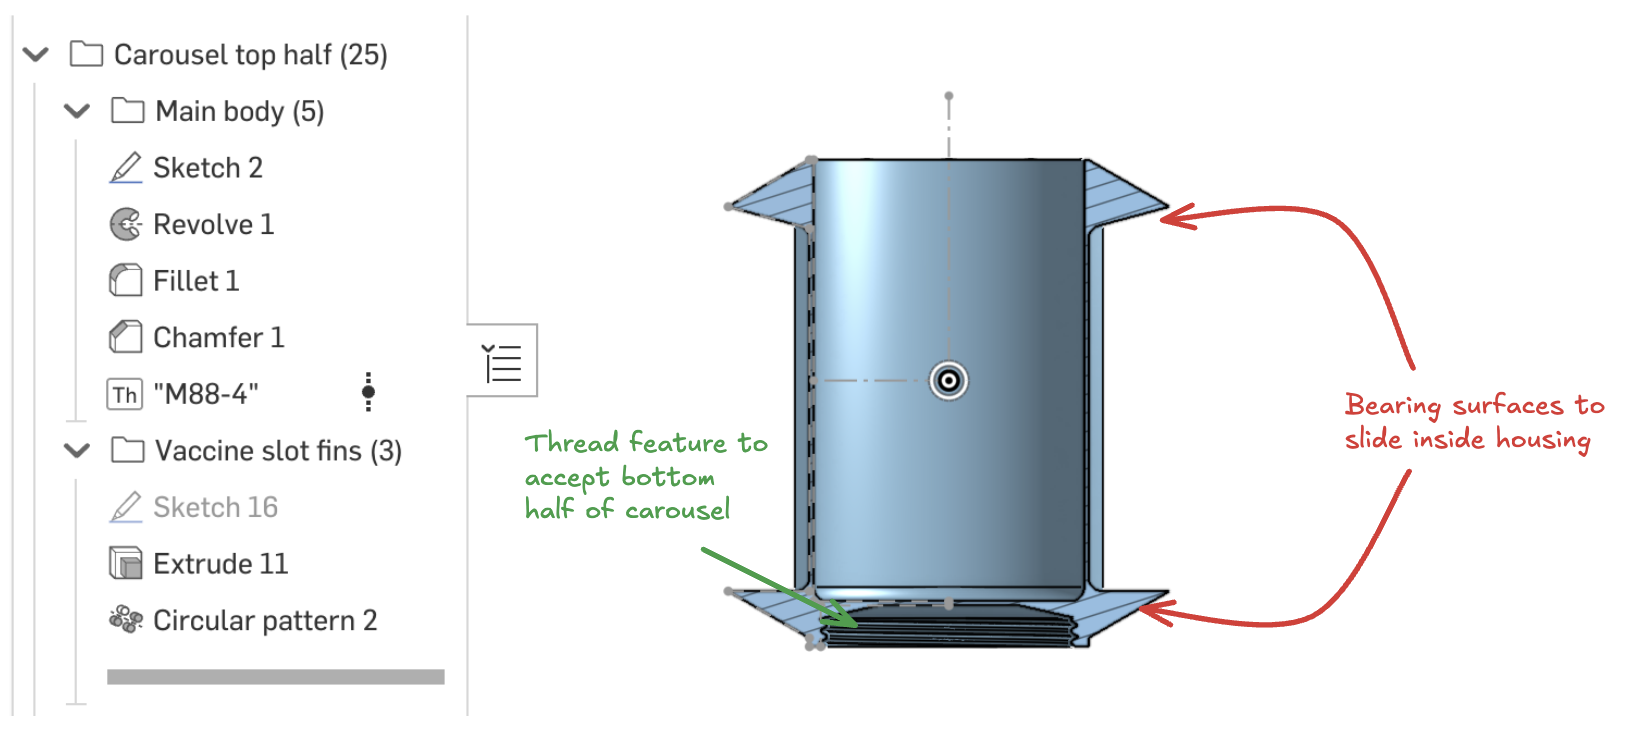 Carousel top half (25)
Main body (5)
Sketch 2
Revolve 1
Fillet 1
Chamfer 1
Th "M88-4"
Vaccine slot fins (3)
Sketch 16
Extrude 11
Circular pattern 2
Thread feature to
accept bottom
half of carousel
Bearing surfaces to
slide inside housing